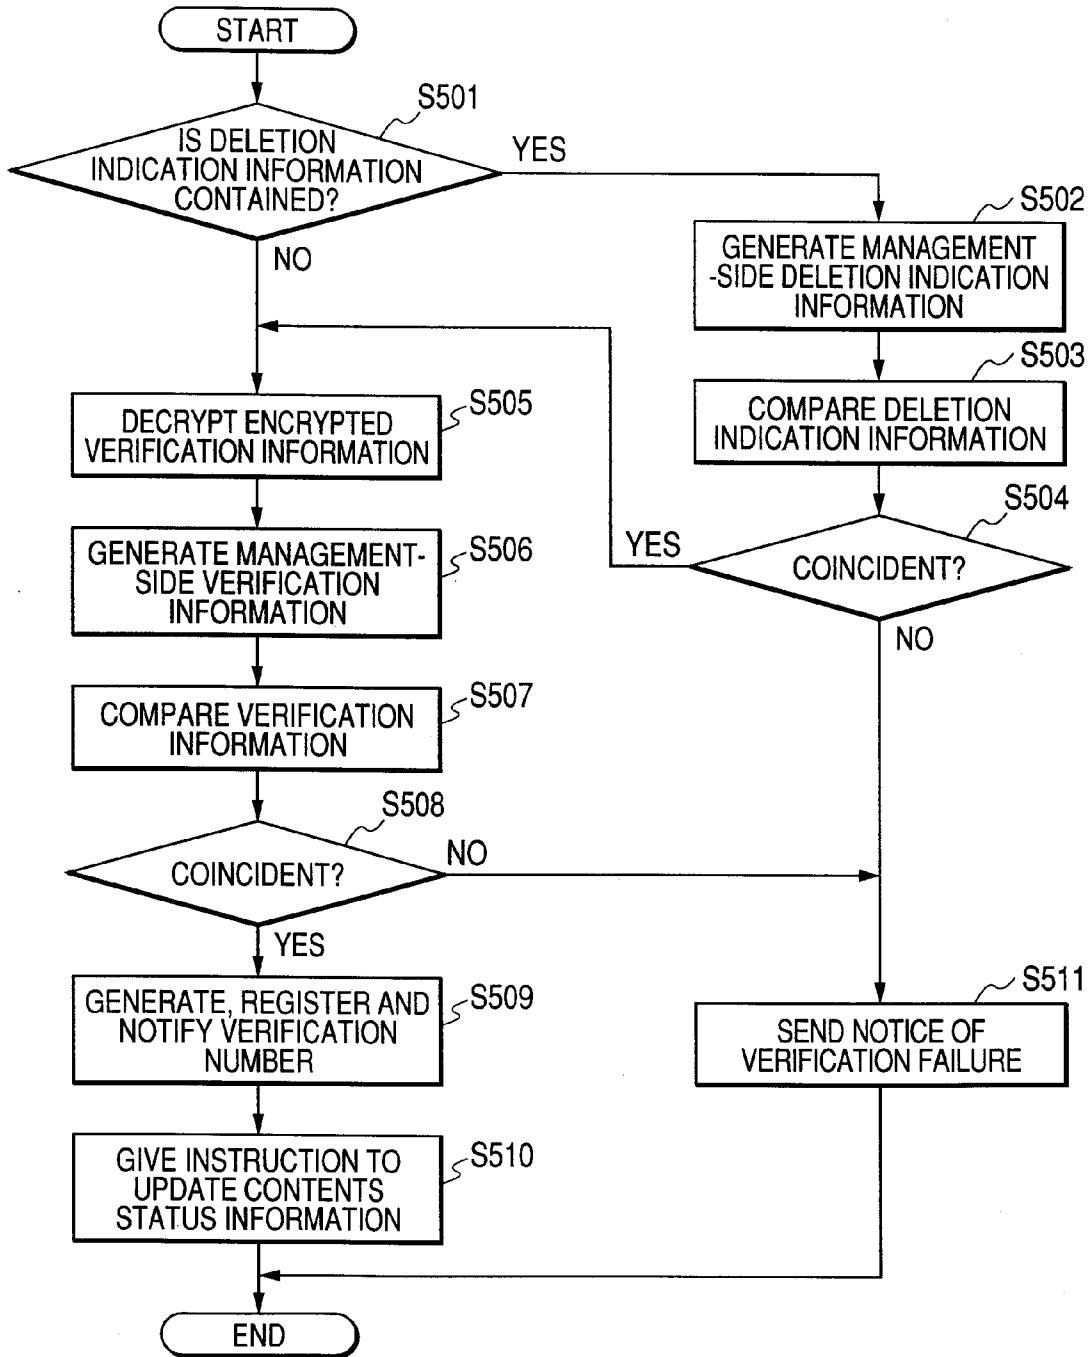 START
S501
IS DELETION
INDICATION INFORMATION
CONTAINED?
YES
NO
S502
GENERATE MANAGEMENT
-SIDE DELETION INDICATION
INFORMATION
S503
COMPARE DELETION
INDICATION INFORMATION
S504
COINCIDENT?
YES
NO
S505
DECRYPT ENCRYPTED
VERIFICATION INFORMATION
S506
GENERATE MANAGEMENT-
SIDE VERIFICATION
INFORMATION
S507
COMPARE VERIFICATION
INFORMATION
S508
COINCIDENT?
NO
YES
S509
GENERATE, REGISTER AND
NOTIFY VERIFICATION
NUMBER
S511
SEND NOTICE OF
VERIFICATION FAILURE
S510
GIVE INSTRUCTION TO
UPDATE CONTENTS
STATUS INFORMATION
END